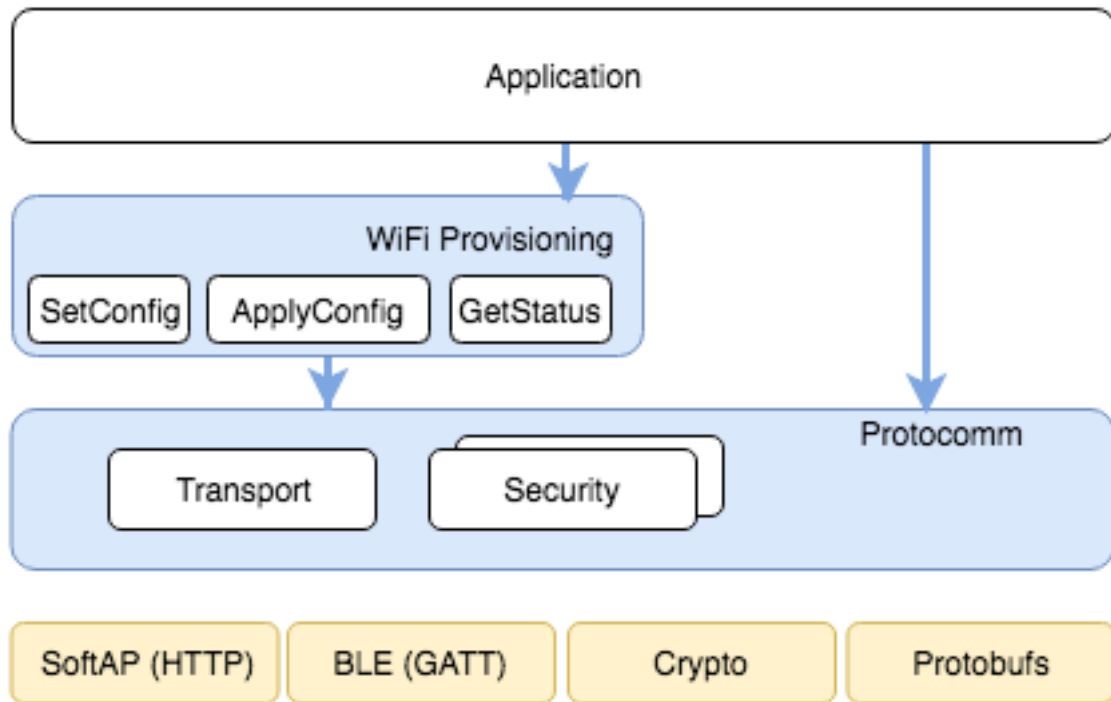 Application
WiFi Provisioning
SetConfig ApplyConfig GetStatus
Protocomm
Transport Security
SoftAP (HTTP) BLE (GATT) Crypto Protobufs